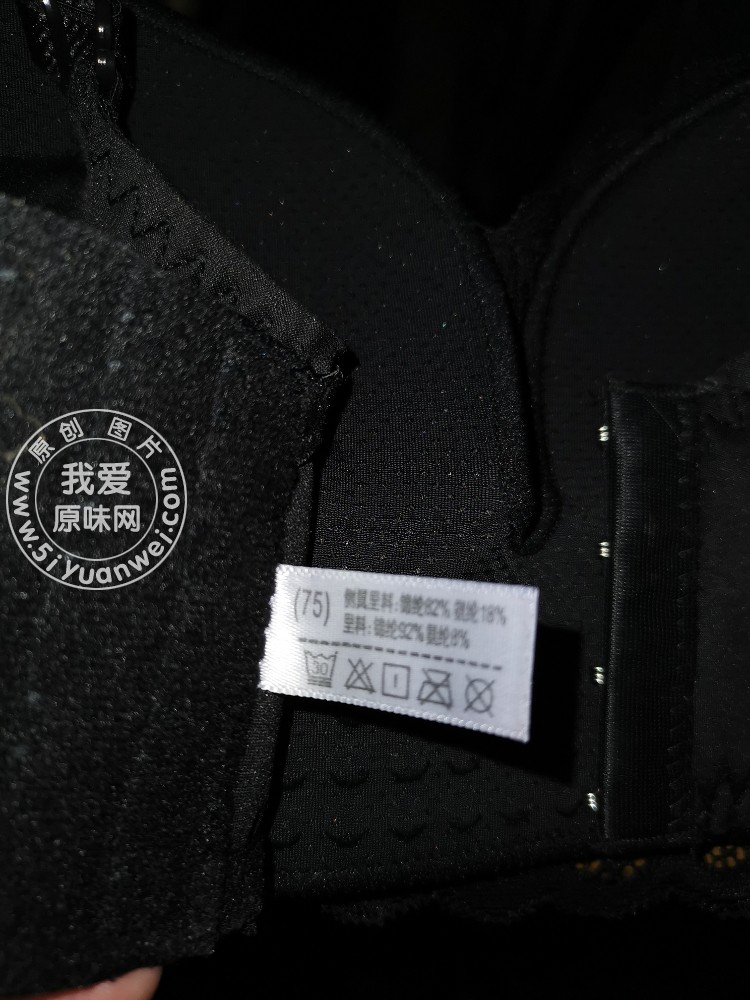 原创 图片
我爱
原味网
www.5iyuanwei.com
(75) 侧翼里料:锦纶82% 氨纶18%
里料:锦纶92%氨纶8%
30